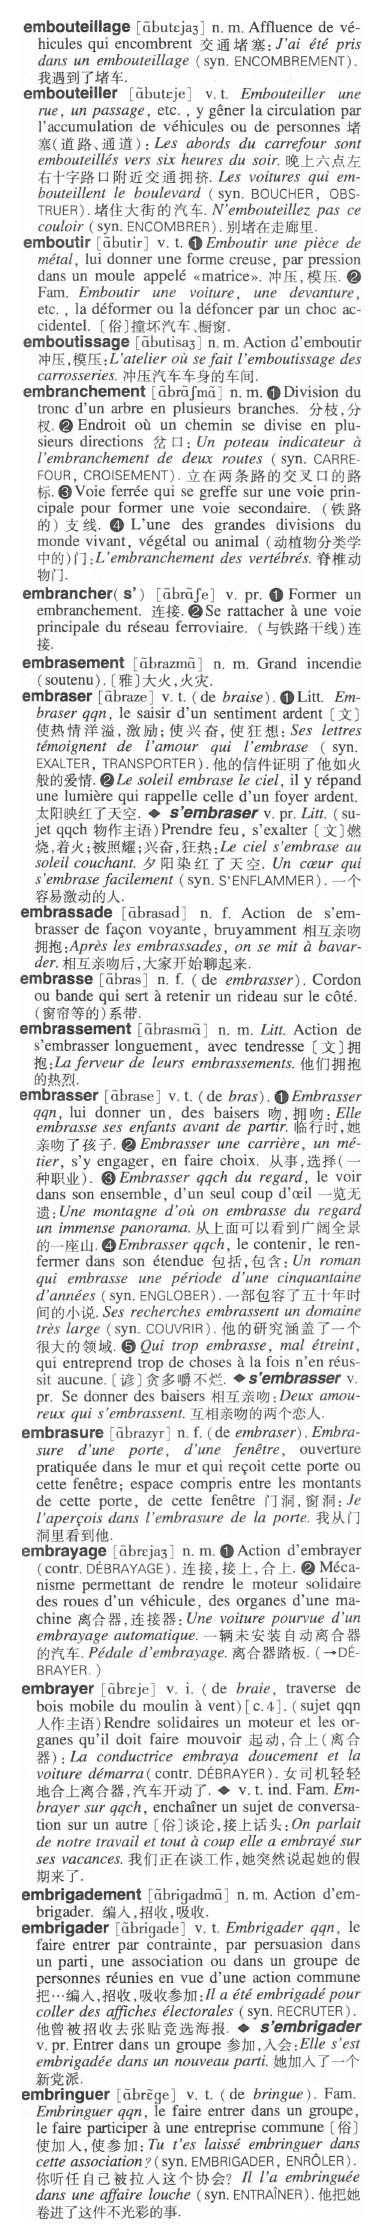 embouteillage [ɑ̃butɛjaʒ] n. m. Affluence de vé-
hicules qui encombrent 交通堵塞: J'ai été pris
dans un embouteillage (syn. ENCOMBREMENT).
我遇到了堵车.
embouteiller [ɑ̃butɛje] v. t. Embouteiller une
rue, un passage, etc. , y gêner la circulation par
l'accumulation de véhicules ou de personnes 堵
塞(道路、通道): Les abords du carrefour sont
embouteillés vers six heures du soir. 晚上六点左
右十字路口附近交通拥挤. Les voitures qui em-
bouteillent le boulevard ( syn. BOUCHER, OBS-
TRUER). 堵住大街的汽车. N'embouteillez pas ce
couloir (syn. ENCOMBRER). 别堵在走廊里.
emboutir [ɑ̃butir] v. t. ❶ Emboutir une pièce de
métal, lui donner une forme creuse, par pression
dans un moule appelé «matrice». 冲压,模压. ❷
Fam. Emboutir une voiture, une devanture,
etc. , la déformer ou la défoncer par un choc ac-
cidentel. [俗]撞坏汽车、橱窗.
emboutissage [ɑ̃butisaʒ] n. m. Action d'emboutir
冲压,模压:L'atelier où se fait l'emboutissage des
carrosseries. 冲压汽车车身的车间.
embranchement [ɑ̃brɑ̃ʃmɑ̃] n. m. ❶ Division du
tronc d'un arbre en plusieurs branches. 分枝,分
杈. ❷ Endroit où un chemin se divise en plu-
sieurs directions 岔口: Un poteau indicateur à
l'embranchement de deux routes ( syn. CARRE-
FOUR, CROISEMENT). 立在两条路的交叉口的路
标. ❸ Voie ferrée qui se greffe sur une voie prin-
cipale pour former une voie secondaire. (铁路
的) 支线. ❹ L'une des grandes divisions du
monde vivant, végétal ou animal (动植物分类学
中的)门:L'embranchement des vertébrés. 脊椎动
物门.
embrancher( s') [ɑ̃brɑ̃ʃe] v. pr. ❶ Former un
embranchement. 连接. ❷ Se rattacher à une voie
principale du réseau ferroviaire. (与铁路干线)连
接.
embrasement [ɑ̃brazmɑ̃] n. m. Grand incendie
(soutenu). [雅]大火,火灾.
embraser [ɑ̃braze] v. t. (de braise). ❶ Litt. Em-
braser qqn, le saisir d'un sentiment ardent [文]
使热情洋溢, 激励; 使兴奋, 使狂想: Ses lettres
témoignent de l'amour qui l'embrase ( syn.
EXALTER, TRANSPORTER). 他的信件证明了他如火
般的爱情. ❷ Le soleil embrase le ciel, il y répand
une lumière qui rappelle celle d'un foyer ardent.
太阳映红了天空. ◆ s'embraser v. pr. Litt. (su-
jet qqch 物作主语)Prendre feu, s'exalter [文]燃
烧,着火;被照耀;兴奋,狂热:Le ciel s'embrase au
soleil couchant. 夕阳染红了天空. Un cœur qui
s'embrase facilement (syn. S'ENFLAMMER). 一个
容易激动的人.
embrassade [ɑ̃brasad] n. f. Action de s'em-
brasser de façon voyante, bruyamment 相互亲吻
拥抱:Après les embrassades, on se mit à bavar-
der. 相互亲吻后,大家开始聊起来.
embrasse [ɑ̃bras] n. f. ( de embrasser). Cordon
ou bande qui sert à retenir un rideau sur le côté.
(窗帘等的)系带.
embrassement [ɑ̃brasmɑ̃] n. m. Litt. Action de
s'embrasser longuement, avec tendresse [文]拥
抱:La ferveur de leurs embrassements. 他们拥抱
的热烈.
embrasser [ɑ̃brase] v. t. (de bras). ❶ Embrasser
qqn, lui donner un, des baisers 吻, 拥吻: Elle
embrasse ses enfants avant de partir. 临行时,她
亲吻了孩子. ❷ Embrasser une carrière, un mé-
tier, s'y engager, en faire choix. 从事,选择(一
种职业). ❸ Embrasser qqch du regard, le voir
dans son ensemble, d'un seul coup d'œil 一览无
遗:Une montagne d'où on embrasse du regard
un immense panorama. 从上面可以看到广阔全景
的一座山. ❹ Embrasser qqch, le contenir, le ren-
fermer dans son étendue 包括,包含: Un roman
qui embrasse une période d'une cinquantaine
d'années (syn. ENGLOBER). 一部包容了五十年时
间的小说. Ses recherches embrassent un domaine
très large (syn. COUVRIR). 他的研究涵盖了一个
很大的领域. ❺ Qui trop embrasse, mal étreint,
qui entreprend trop de choses à la fois n'en réus-
sit aucune. [谚]贪多嚼不烂. ◆ s'embrasser v.
pr. Se donner des baisers 相互亲吻:Deux amou-
reux qui s'embrassent. 互相亲吻的两个恋人.
embrasure [ɑ̃brazyr] n. f. (de embraser). Embra-
sure d'une porte, d'une fenêtre, ouverture
pratiquée dans le mur et qui reçoit cette porte ou
cette fenêtre; espace compris entre les montants
de cette porte, de cette fenêtre 门洞,窗洞: Je
l'aperçois dans l'embrasure de la porte. 我从门
洞里看到他.
embrayage [ɑ̃brɛjaʒ] n. m. ❶ Action d'embrayer
(contr. DÉBRAYAGE). 连接,接上,合上. ❷ Méca-
nisme permettant de rendre le moteur solidaire
des roues d'un véhicule, des organes d'une ma-
chine 离合器,连接器: Une voiture pourvue d'un
embrayage automatique. 一辆未安装自动离合器
的汽车. Pédale d'embrayage. 离合器踏板. (→DÉ-
BRAYER. )
embrayer [ɑ̃brɛje] v. i. ( de braie, traverse de
bois mobile du moulin à vent) [c. 4]. (sujet qqn
人作主语) Rendre solidaires un moteur et les or-
ganes qu'il doit faire mouvoir 起动,合上(离合
器): La conductrice embraya doucement et la
voiture démarra (contr. DÉBRAYER). 女司机轻轻
地合上离合器,汽车开动了. ◆ v. t. ind. Fam. Em-
brayer sur qqch, enchaîner un sujet de conversa-
tion sur un autre [俗]谈论,接上话头: On parlait
de notre travail et tout à coup elle a embrayé sur
ses vacances. 我们正在谈工作,她突然说起她的假
期来了.
embrigadement [ɑ̃brigadmɑ̃] n. m. Action d'em-
brigader. 编入,招收,吸收.
embrigader [ɑ̃brigade] v. t. Embrigader qqn, le
faire entrer par contrainte, par persuasion dans
un parti, une association ou dans un groupe de
personnes réunies en vue d'une action commune
把…编入,招收,吸收参加:Il a été embrigadé pour
coller des affiches électorales (syn. RECRUTER).
他曾被招收去张贴竞选海报. ◆ s'embrigader
v. pr. Entrer dans un groupe 参加,入会:Elle s'est
embrigadée dans un nouveau parti. 她加入了一个
新党派.
embringuer [ɑ̃brɛ̃ge] v. t. (de bringue). Fam.
Embringuer qqn, le faire entrer dans un groupe,
le faire participer à une entreprise commune [俗]
使加入,使参加: Tu t'es laissé embringuer dans
cette association? (syn. EMBRIGADER, ENRÔLER).
你听任自己被拉入这个协会? Il l'a embringuée
dans une affaire louche (syn. ENTRAÎNER). 他把她
卷进了这件不光彩的事.